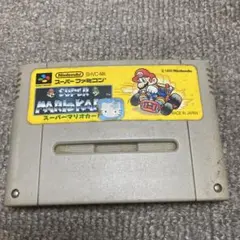 Nintendo
SHVC-MK
スーパーファミコン
SUPER
MARIO KART
スーパーマリオカート
MADE IN JAPAN